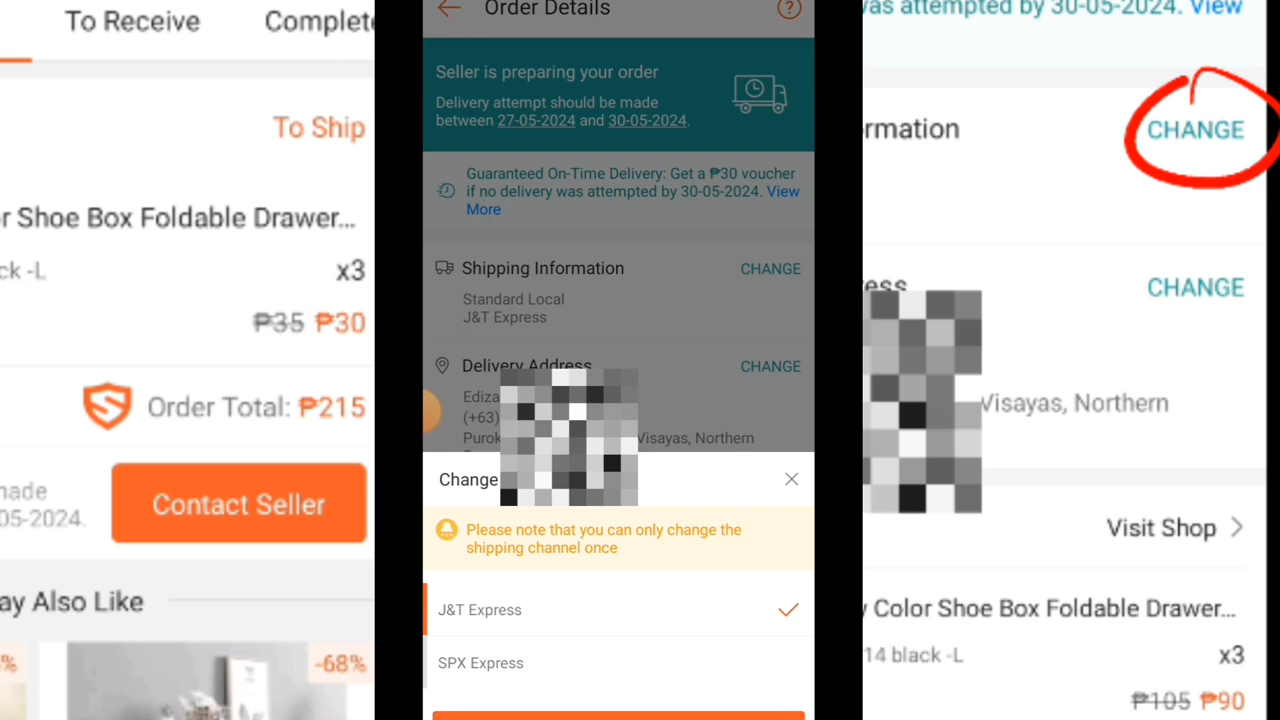 To Receive
Complete
To Ship
r Shoe Box Foldable Drawer...
ck -L
x3
₱35 ₱30
Order Total: ₱215
nade
05-2024.
Contact Seller
ay Also Like
%
-68%
Order Details
?
Seller is preparing your order
Delivery attempt should be made
between 27-05-2024 and 30-05-2024.
Guaranteed On-Time Delivery: Get a ₱30 voucher
if no delivery was attempted by 30-05-2024. View
More
Shipping Information
CHANGE
Standard Local
J&T Express
Delivery Address
CHANGE
Ediza
(+63)
Purok
Visayas, Northern
Change
Please note that you can only change the
shipping channel once
J&T Express
SPX Express
was attempted by 30-05-2024. View
rmation
CHANGE
ess
CHANGE
Visayas, Northern
Visit Shop
Color Shoe Box Foldable Drawer...
14 black -L
x3
₱105 ₱90